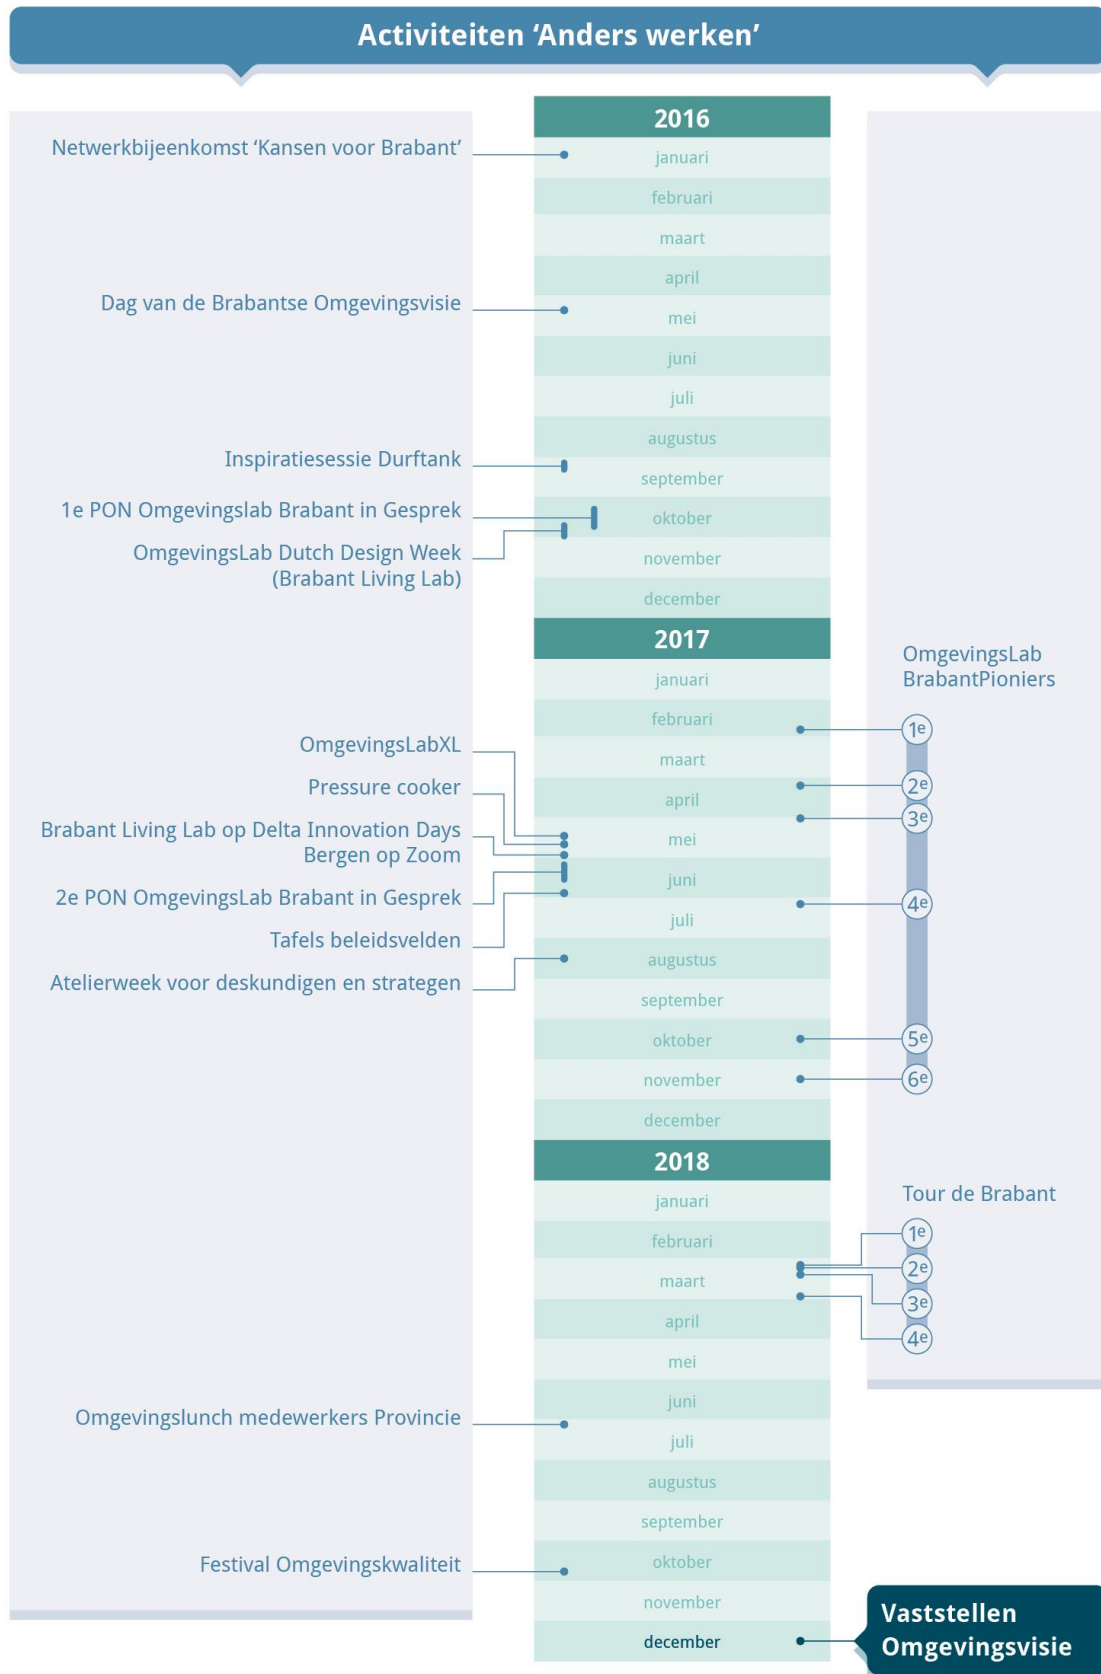 Activiteiten ‘Anders werken’
Netwerkbijeenkomst ‘Kansen voor Brabant’
Dag van de Brabantse Omgevingsvisie
Inspiratiesessie Durftank
1e PON Omgevingslab Brabant in Gesprek
OmgevingsLab Dutch Design Week
(Brabant Living Lab)
OmgevingsLabXL
Pressure cooker
Brabant Living Lab op Delta Innovation Days
Bergen op Zoom
2e PON OmgevingsLab Brabant in Gesprek
Tafels beleidsvelden
Atelierweek voor deskundigen en strategen
Omgevingslunch medewerkers Provincie
Festival Omgevingskwaliteit
2016
januari
februari
maart
april
mei
juni
juli
augustus
september
oktober
november
december
2017
januari
februari
maart
april
mei
juni
juli
augustus
september
oktober
november
december
2018
januari
februari
maart
april
mei
juni
juli
augustus
september
oktober
november
december
OmgevingsLab
BrabantPioniers
1e
2e
3e
4e
5e
6e
Tour de Brabant
1e
2e
3e
4e
Vaststellen
Omgevingsvisie